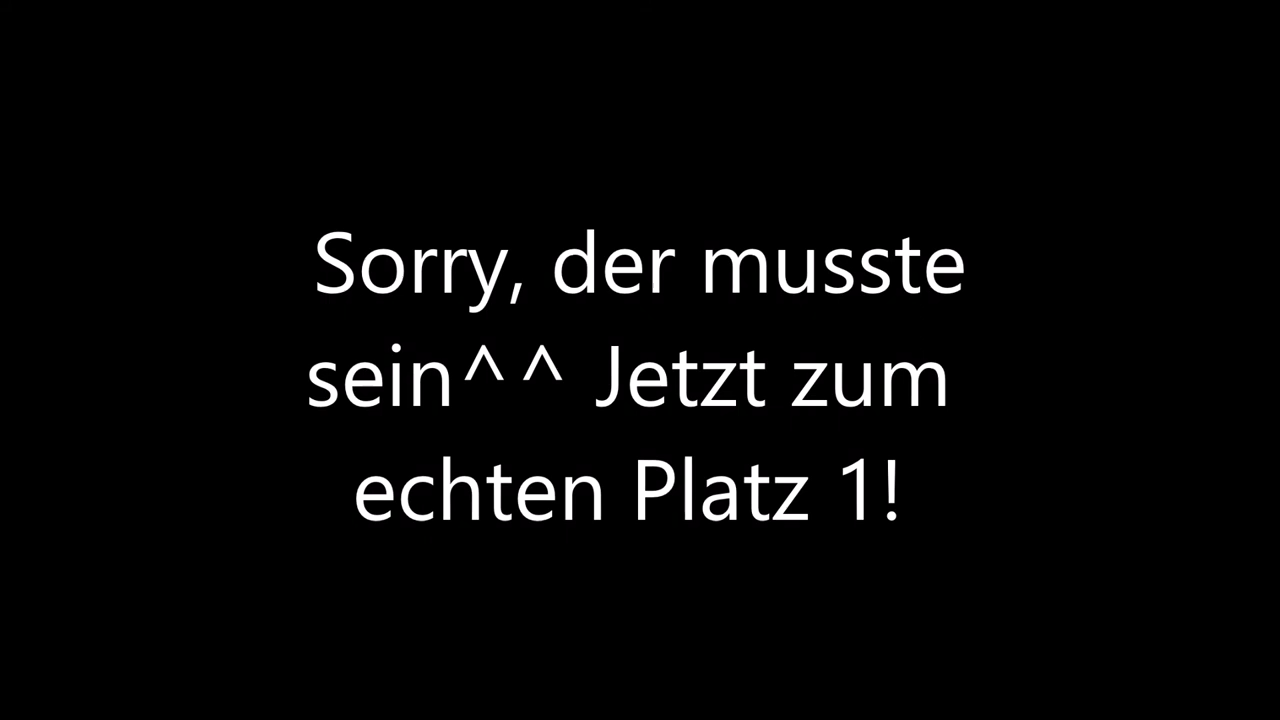 Sorry, der musste
sein^^ Jetzt zum
echten Platz 1!